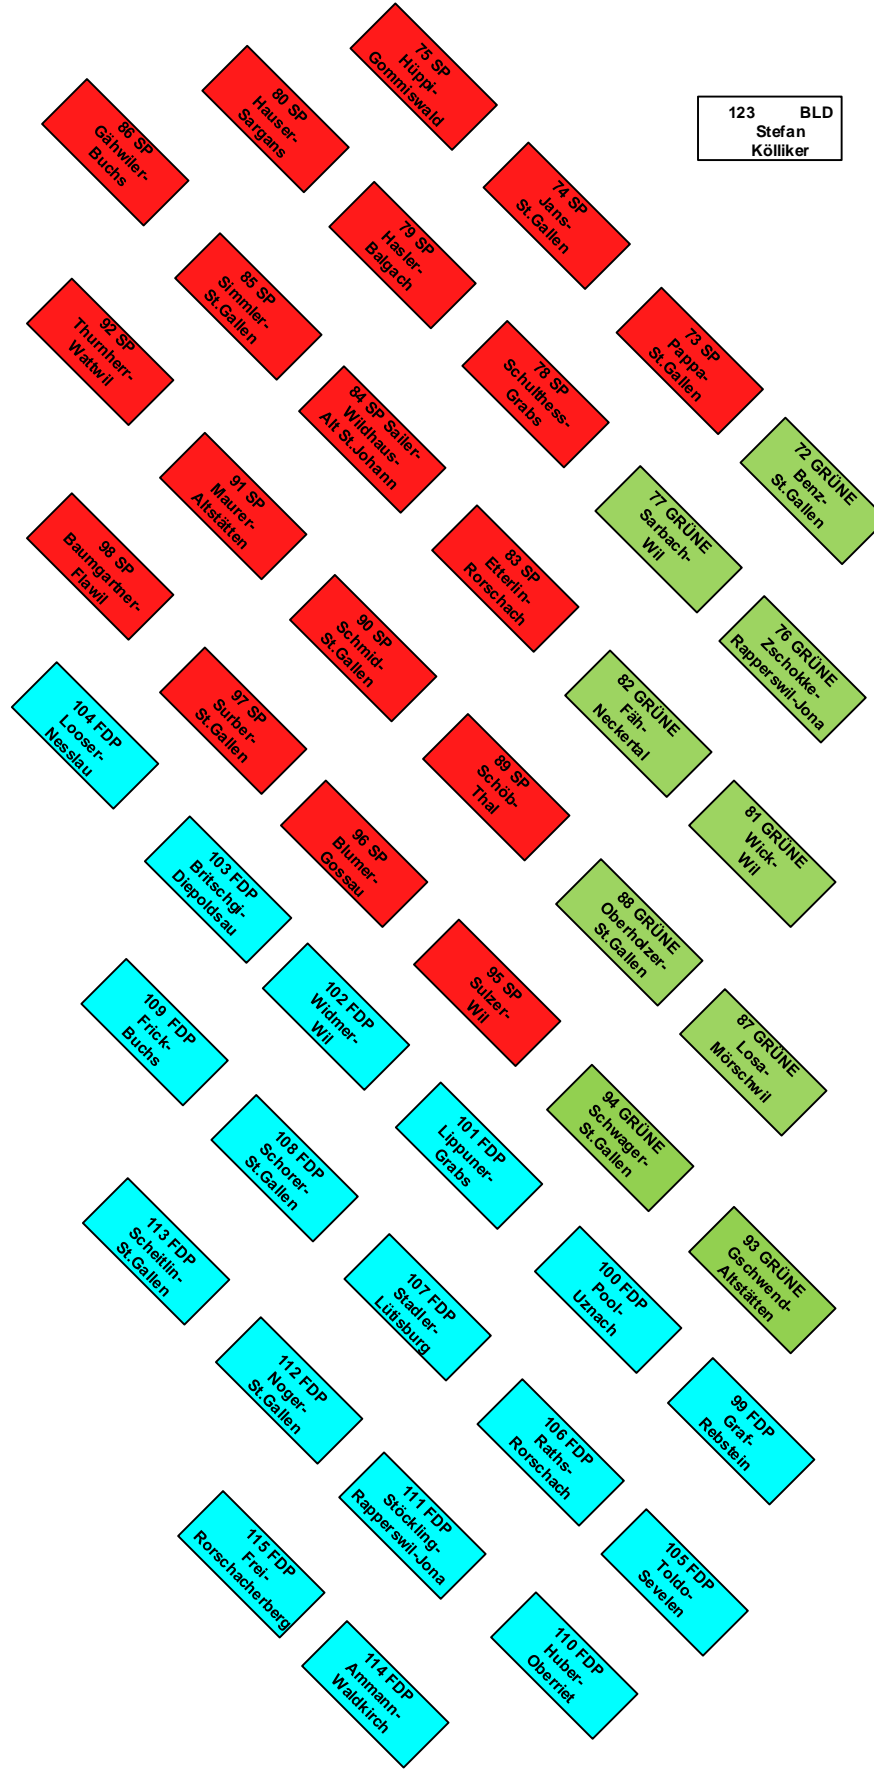 75 SP
Hüppi-
Gommiswald
80 SP
Hauser-
Sargans
86 SP
Gähwiler-
Buchs
123 BLD
Stefan
Kölliker
74 SP
Jans-
St.Gallen
79 SP
Hasler-
Balgach
85 SP
Simmler-
St.Gallen
92 SP
Thurnherr-
Wattwil
73 SP
Pappa-
St.Gallen
78 SP
Schulthess-
Grabs
84 SP Sailer-
Wildhaus-
Alt St.Johann
91 SP
Maurer-
Altstätten
98 SP
Baumgartner-
Flawil
72 GRÜNE
Benz-
St.Gallen
77 GRÜNE
Sarbach-
Wil
83 SP
Etterlin-
Rorschach
90 SP
Schmid-
St.Gallen
97 SP
Surber-
St.Gallen
104 FDP
Looser-
Nesslau
76 GRÜNE
Zschokke-
Rapperswil-Jona
82 GRÜNE
Fäh-
Neckertal
89 SP
Schöb-
Thal
96 SP
Blumer-
Gossau
103 FDP
Britschgi-
Diepoldsau
81 GRÜNE
Wick-
Wil
88 GRÜNE
Oberholzer-
St.Gallen
95 SP
Sulzer-
Wil
102 FDP
Widmer-
Wil
109 FDP
Frick-
Buchs
87 GRÜNE
Losa-
Mörschwil
94 GRÜNE
Schwager-
St.Gallen
101 FDP
Lippuner-
Grabs
108 FDP
Schorer-
St.Gallen
113 FDP
Scheitlin-
St.Gallen
93 GRÜNE
Gschwend-
Altstätten
100 FDP
Pool-
Uznach
107 FDP
Stadler-
Lütisburg
112 FDP
Noger-
St.Gallen
99 FDP
Graf-
Rebstein
106 FDP
Raths-
Rorschach
111 FDP
Stöckling-
Rapperswil-Jona
115 FDP
Frei-
Rorschacherberg
105 FDP
Toldo-
Sevelen
110 FDP
Huber-
Oberriet
114 FDP
Ammann-
Waldkirch